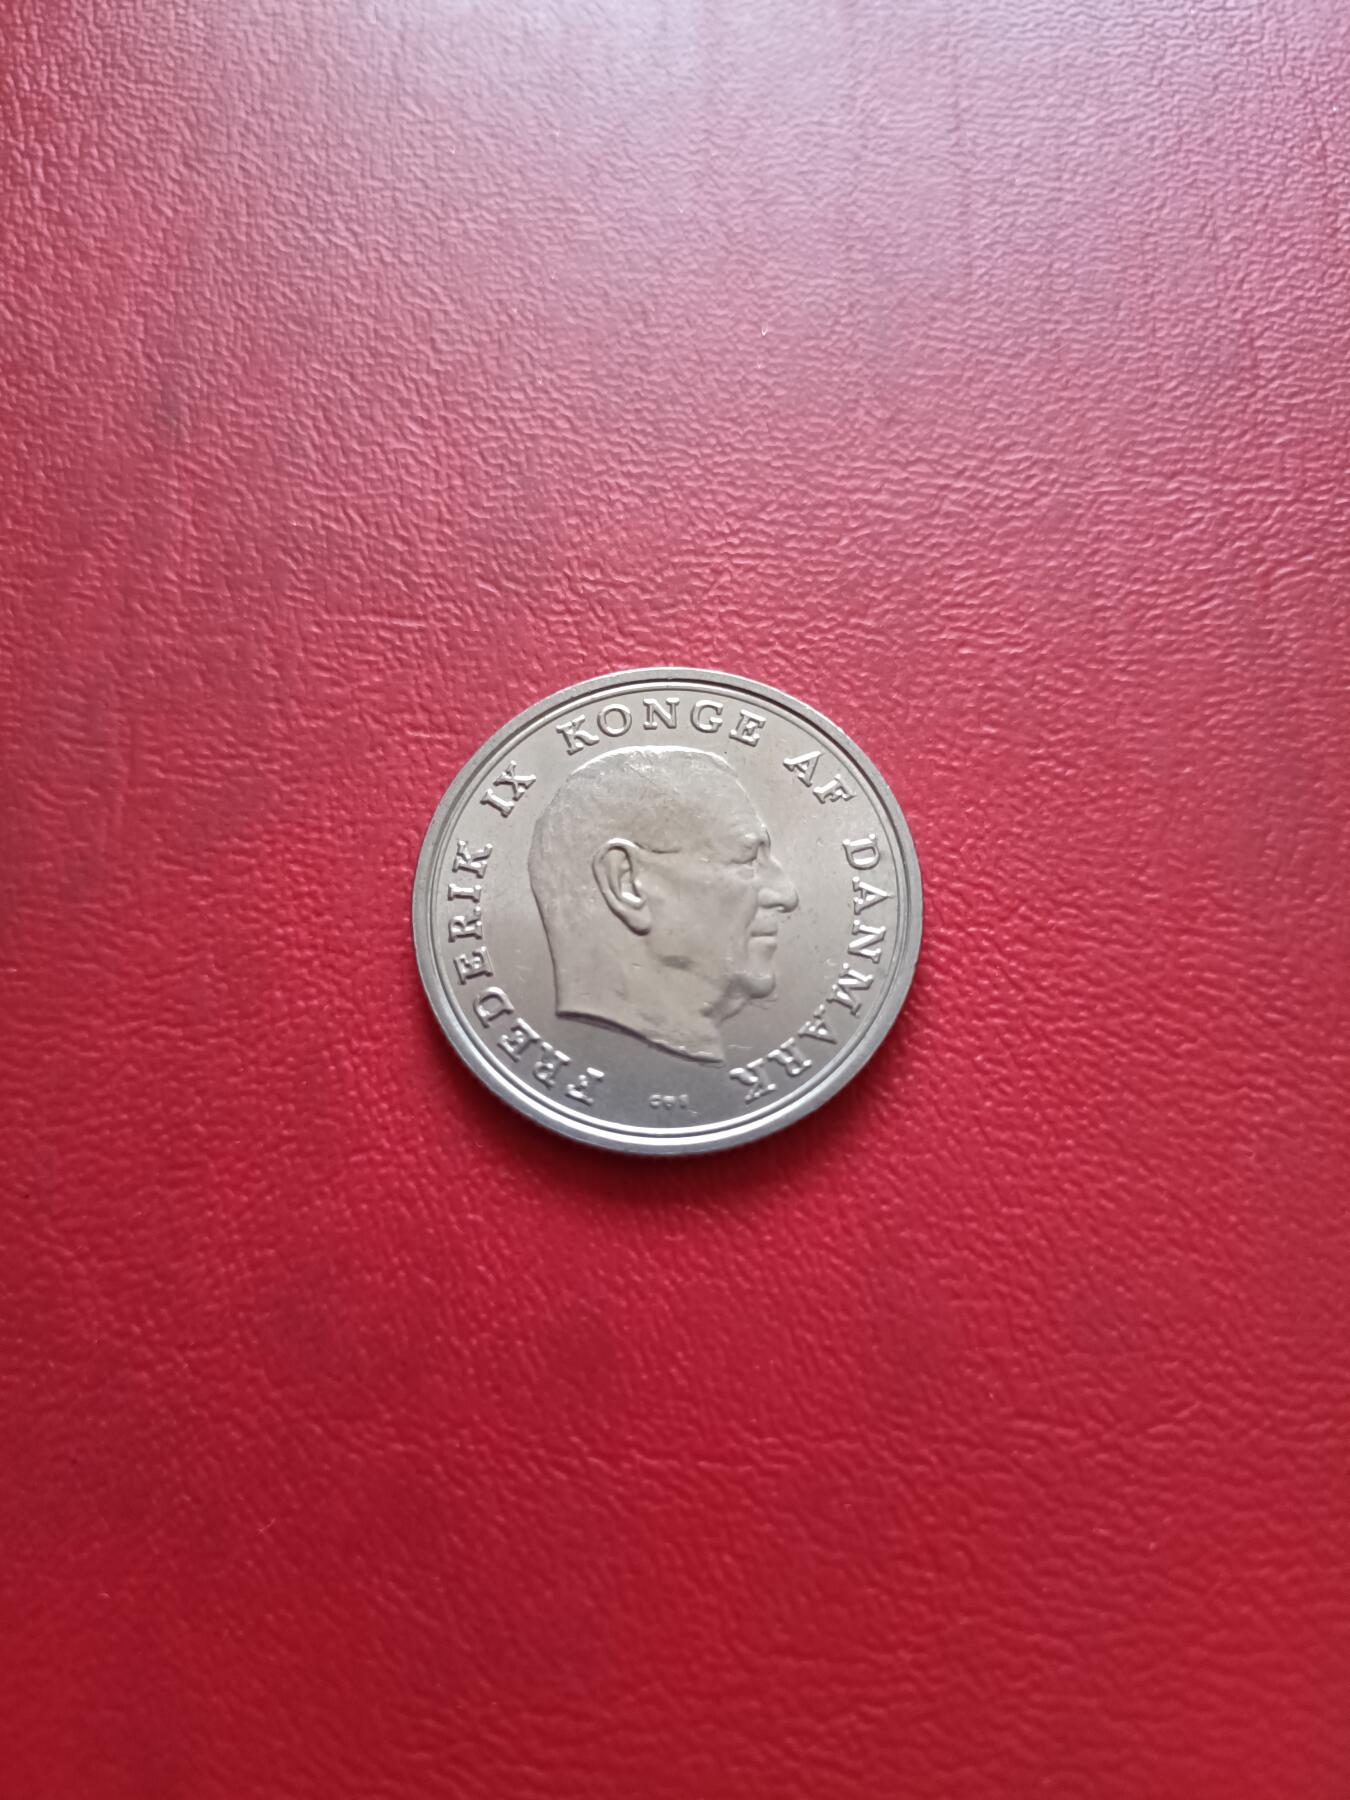 FREDERIK IX KONGE AF DANMARK